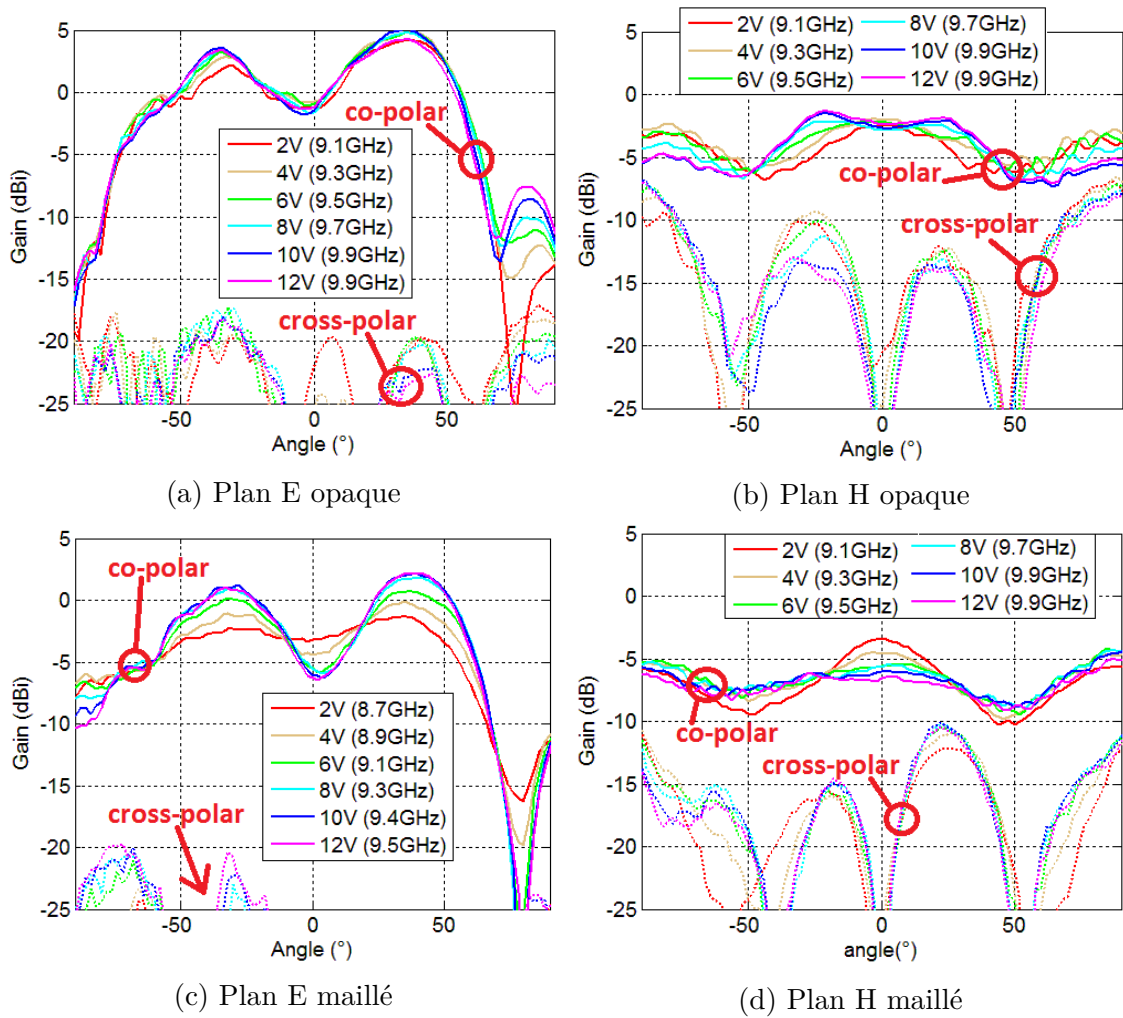 5
0
-5
-10
-15
-20
-25
Gain (dBi)
-50
0
50
Angle (°)
co-polar
2V (9.1GHz)
4V (9.3GHz)
6V (9.5GHz)
8V (9.7GHz)
10V (9.9GHz)
12V (9.9GHz)
cross-polar
(a) Plan E opaque
2V (9.1GHz)
4V (9.3GHz)
6V (9.5GHz)
8V (9.7GHz)
10V (9.9GHz)
12V (9.9GHz)
5
0
-5
-10
-15
-20
-25
Gain (dBi)
-50
0
50
Angle (°)
co-polar
cross-polar
(b) Plan H opaque
5
0
-5
-10
-15
-20
-25
Gain (dBi)
-50
0
50
Angle (°)
co-polar
2V (8.7GHz)
4V (8.9GHz)
6V (9.1GHz)
8V (9.3GHz)
10V (9.4GHz)
12V (9.5GHz)
cross-polar
(c) Plan E maillé
2V (9.1GHz)
4V (9.3GHz)
6V (9.5GHz)
8V (9.7GHz)
10V (9.9GHz)
12V (9.9GHz)
5
0
-5
-10
-15
-20
-25
Gain (dBi)
-50
0
50
angle(°)
co-polar
cross-polar
(d) Plan H maillé